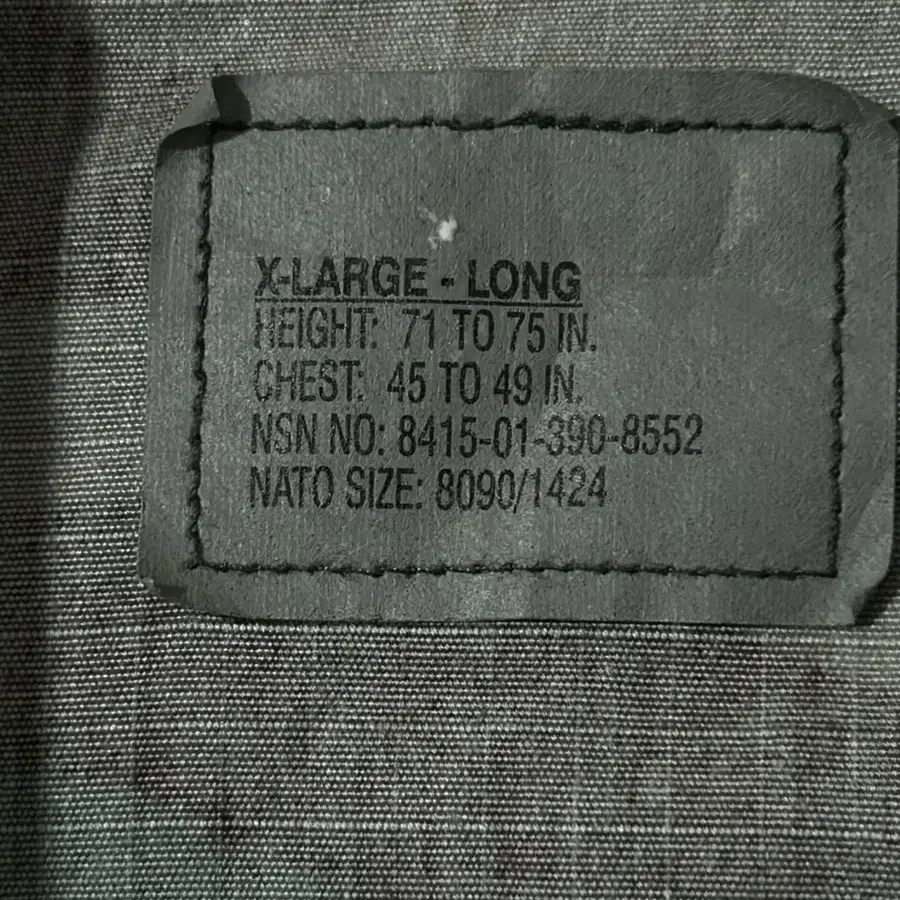 X-LARGE - LONG
HEIGHT: 71 TO 75 IN.
CHEST: 45 TO 49 IN.
NSN NO: 8415-01-390-8552
NATO SIZE: 8090/1424